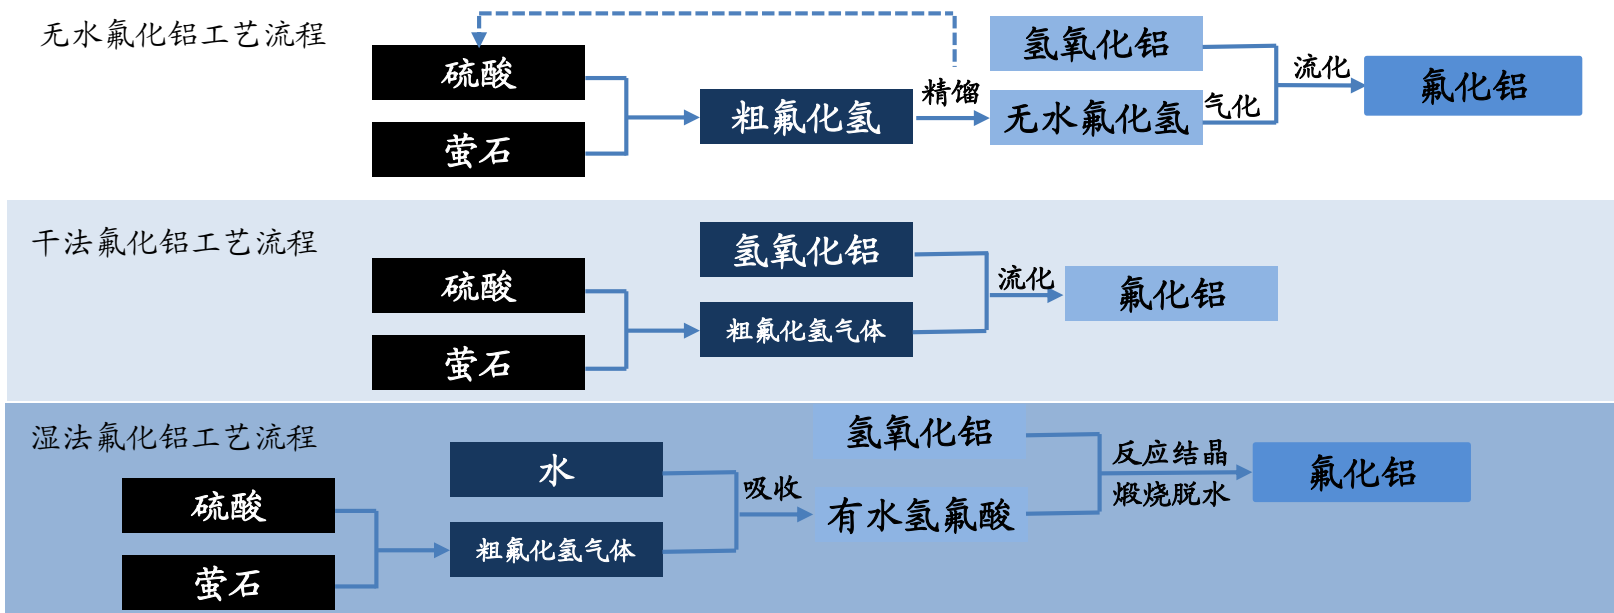 无水氟化铝工艺流程
硫酸
萤石
粗氟化氢
精馏
氢氧化铝
无水氟化氢
气化
流化
氟化铝
干法氟化铝工艺流程
硫酸
萤石
氢氧化铝
粗氟化氢气体
流化
氟化铝
湿法氟化铝工艺流程
硫酸
萤石
水
粗氟化氢气体
吸收
氢氧化铝
有水氢氟酸
反应结晶
煅烧脱水
氟化铝